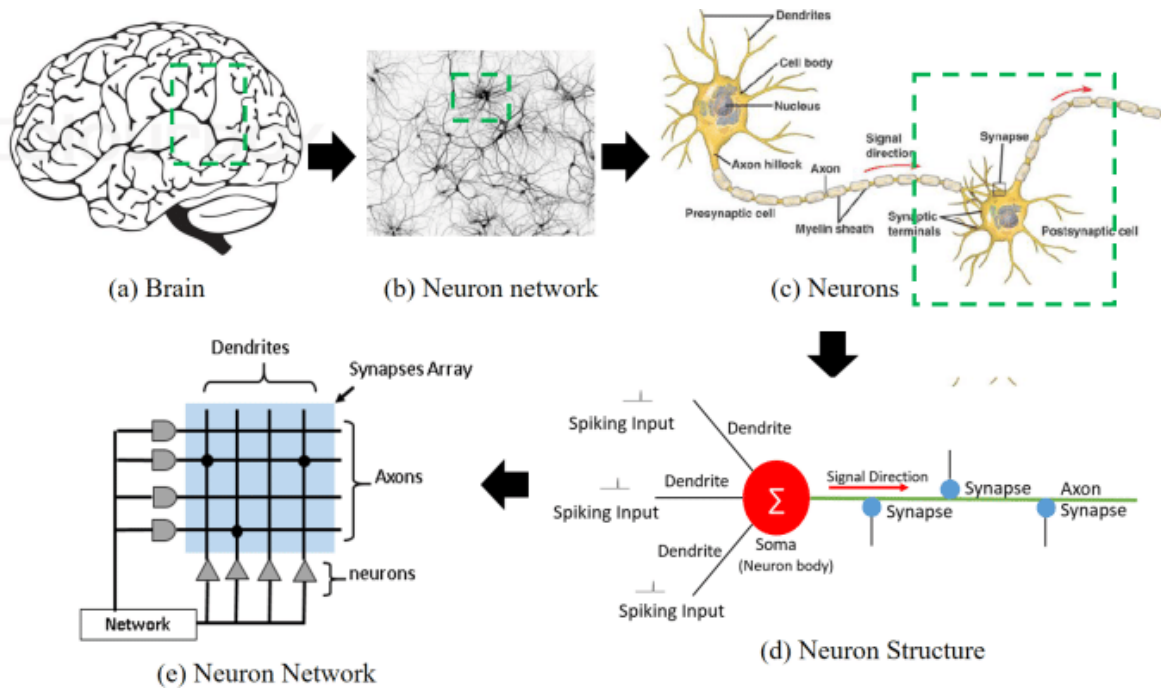 Dendrites
Cell body
Nucleus
Axon hillock
Presynaptic cell
Axon
Myelin sheath
Signal
direction
Synapse
Synaptic
terminals
Postsynaptic cell
(a) Brain
(b) Neuron network
(c) Neurons
Dendrites
Synapses Array
Axons
neurons
Network
(e) Neuron Network
Spiking Input
Dendrite
Spiking Input
Dendrite
Spiking Input
Dendrite
Σ
Soma
(Neuron body)
Signal Direction
Synapse
Synapse
Axon
Synapse
(d) Neuron Structure